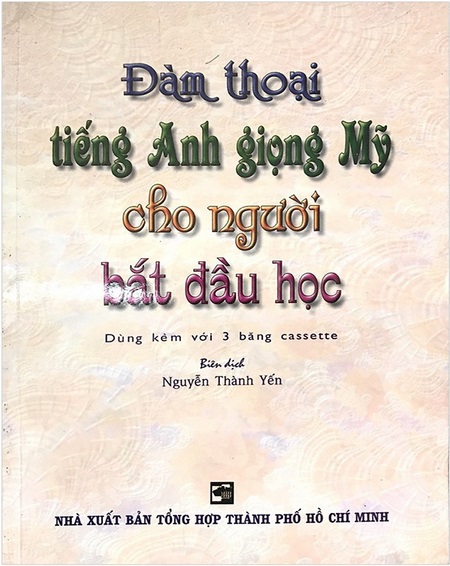 Đàm thoại
tiếng Anh giọng Mỹ
cho người
bắt đầu học
Dùng kèm với 3 băng cassette
Biên dịch
Nguyễn Thành Yến
NHÀ XUẤT BẢN TỔNG HỢP THÀNH PHỐ HỒ CHÍ MINH